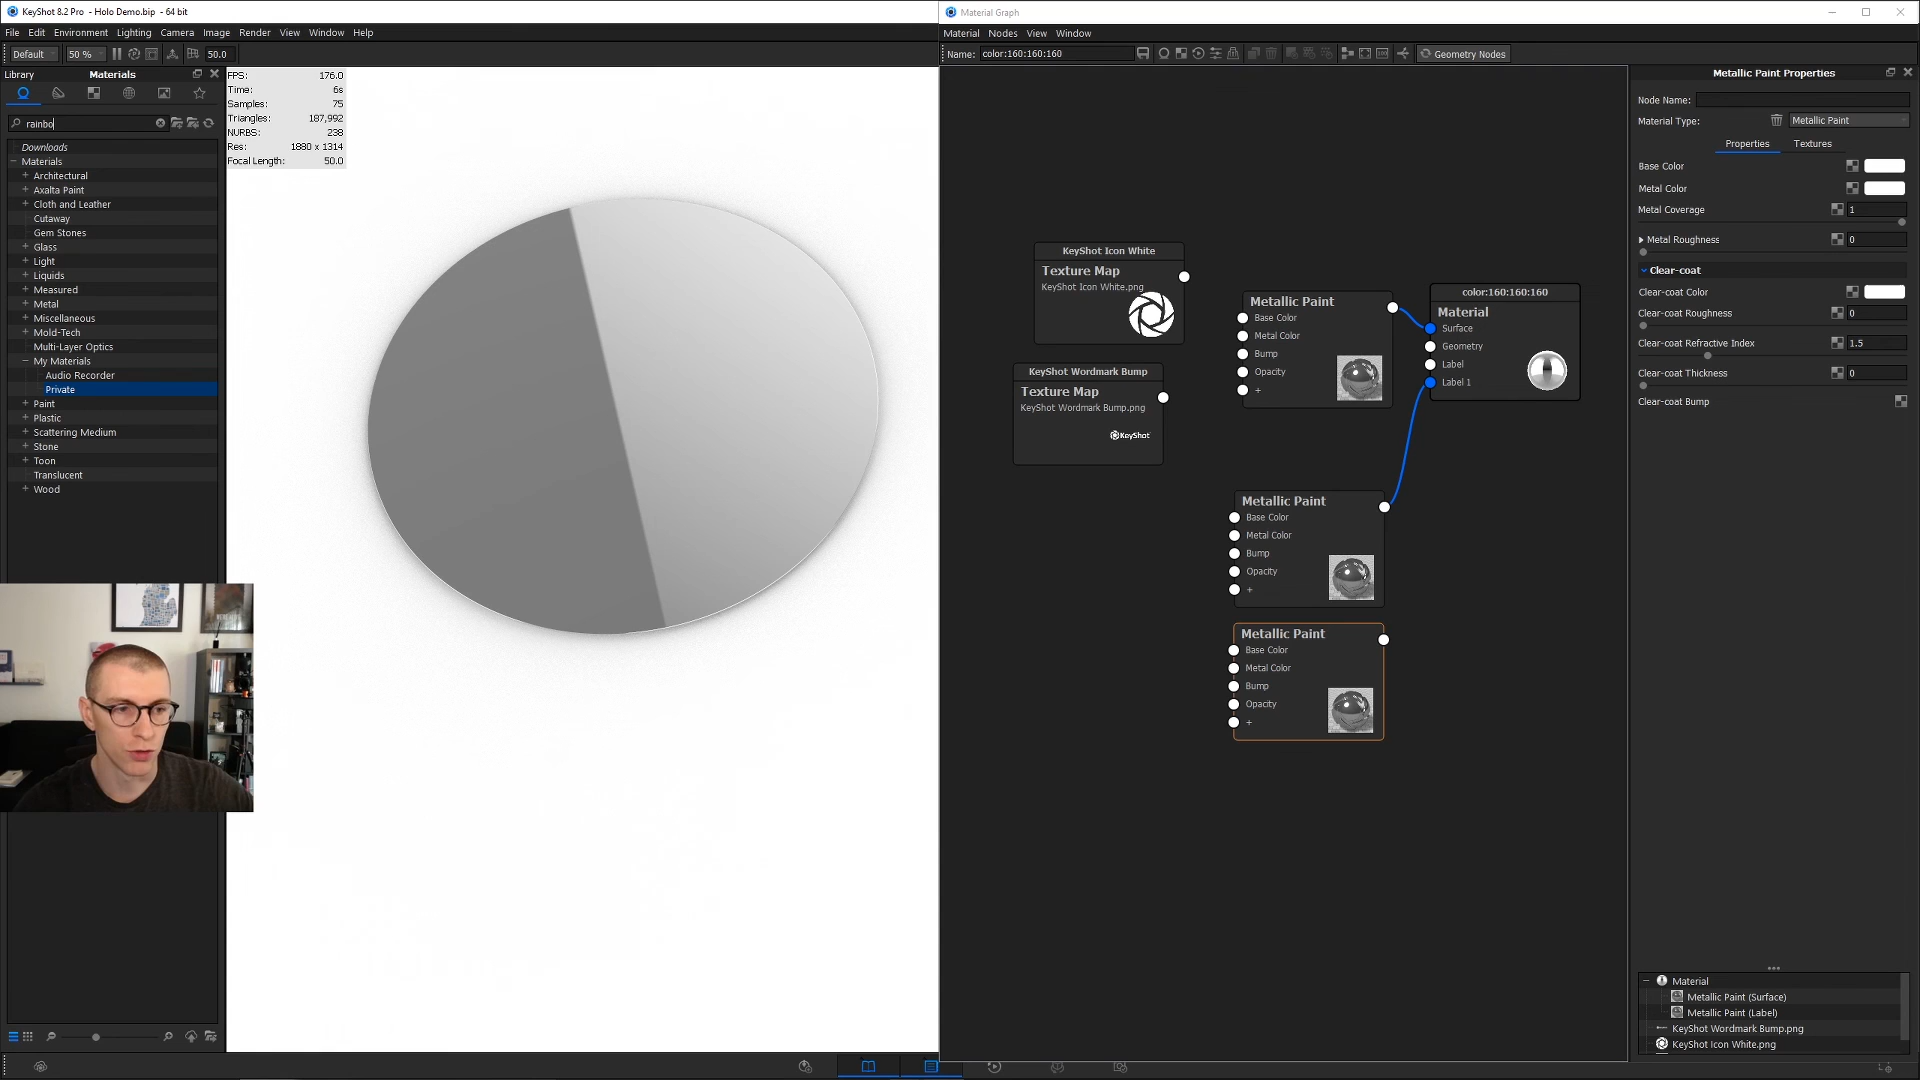 KeyShot 8.2 Pro - Holo Demo.bip - 64 bit
File Edit Environment Lighting Camera Image Render View Window Help
Default 50 % 50.0
Library Materials
rainbo
Downloads
Materials
Architectural
Axalta Paint
Cloth and Leather
Cutaway
Gem Stones
Glass
Light
Liquids
Measured
Metal
Miscellaneous
Mold-Tech
Multi-Layer Optics
My Materials
Audio Recorder
Private
Paint
Plastic
Scattering Medium
Stone
Toon
Translucent
Wood
FPS: 176.0
Time: 6s
Samples: 75
Triangles: 187,992
NURBS: 238
Res: 1880 x 1314
Focal Length: 50.0
Material Graph
Material Nodes View Window
Name: color:160:160:160 Geometry Nodes
KeyShot Icon White
Texture Map
KeyShot Icon White.png
KeyShot Wordmark Bump
Texture Map
KeyShot Wordmark Bump.png
KeyShot
Metallic Paint
Base Color
Metal Color
Bump
Opacity
+
color:160:160:160
Material
Surface
Geometry
Label
Label 1
Metallic Paint
Base Color
Metal Color
Bump
Opacity
+
Metallic Paint
Base Color
Metal Color
Bump
Opacity
+
Metallic Paint Properties
Node Name:
Material Type: Metallic Paint
Properties Textures
Base Color
Metal Color
Metal Coverage 1
Metal Roughness 0
Clear-coat
Clear-coat Color
Clear-coat Roughness 0
Clear-coat Refractive Index 1.5
Clear-coat Thickness 0
Clear-coat Bump
Material
Metallic Paint (Surface)
Metallic Paint (Label)
KeyShot Wordmark Bump.png
KeyShot Icon White.png